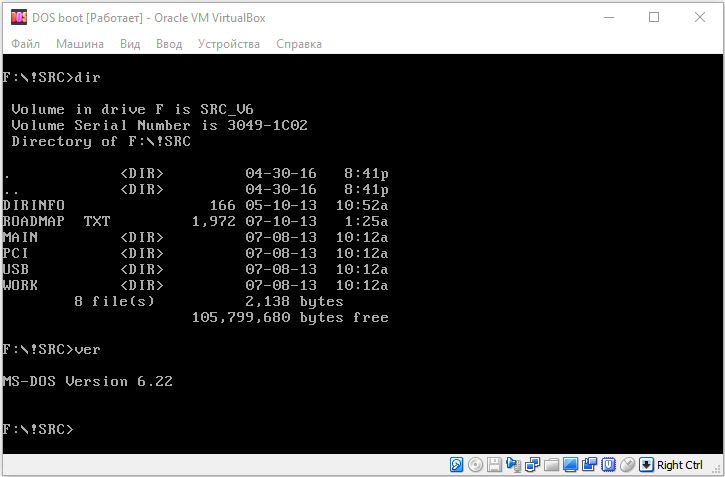 DOS boot [Работает] - Oracle VM VirtualBox
Файл Машина Вид Ввод Устройства Справка
F:\!SRC>dir
Volume in drive F is SRC_V6
Volume Serial Number is 3049-1C02
Directory of F:\!SRC
. <DIR> 04-30-16 8:41p
.. <DIR> 04-30-16 8:41p
DIRINFO 166 05-10-13 10:52a
ROADMAP TXT 1,972 07-10-13 1:25a
MAIN <DIR> 07-08-13 10:12a
PCI <DIR> 07-08-13 10:12a
USB <DIR> 07-08-13 10:12a
WORK <DIR> 07-08-13 10:12a
8 file(s) 2,138 bytes
105,799,680 bytes free
F:\!SRC>ver
MS-DOS Version 6.22
F:\!SRC>
Right Ctrl